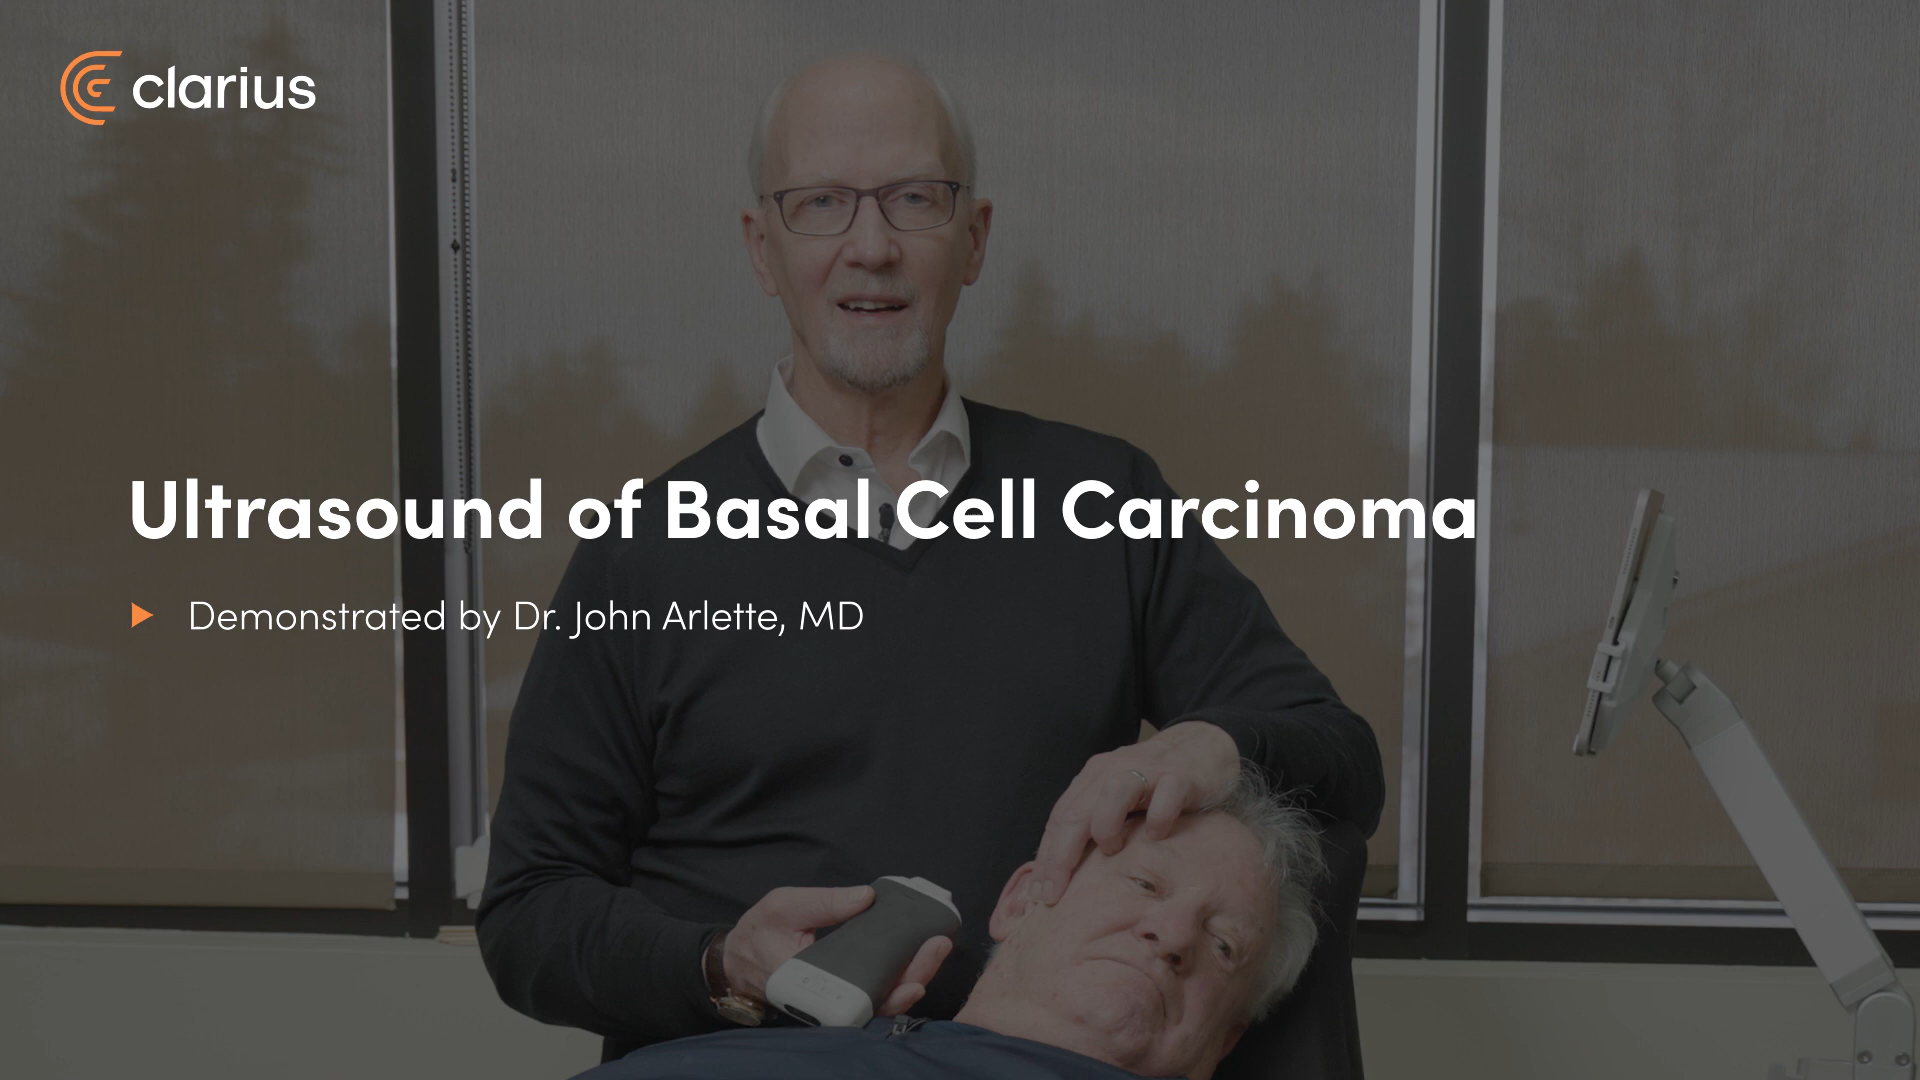 clarius
Ultrasound of Basal Cell Carcinoma
Demonstrated by Dr. John Arlette, MD